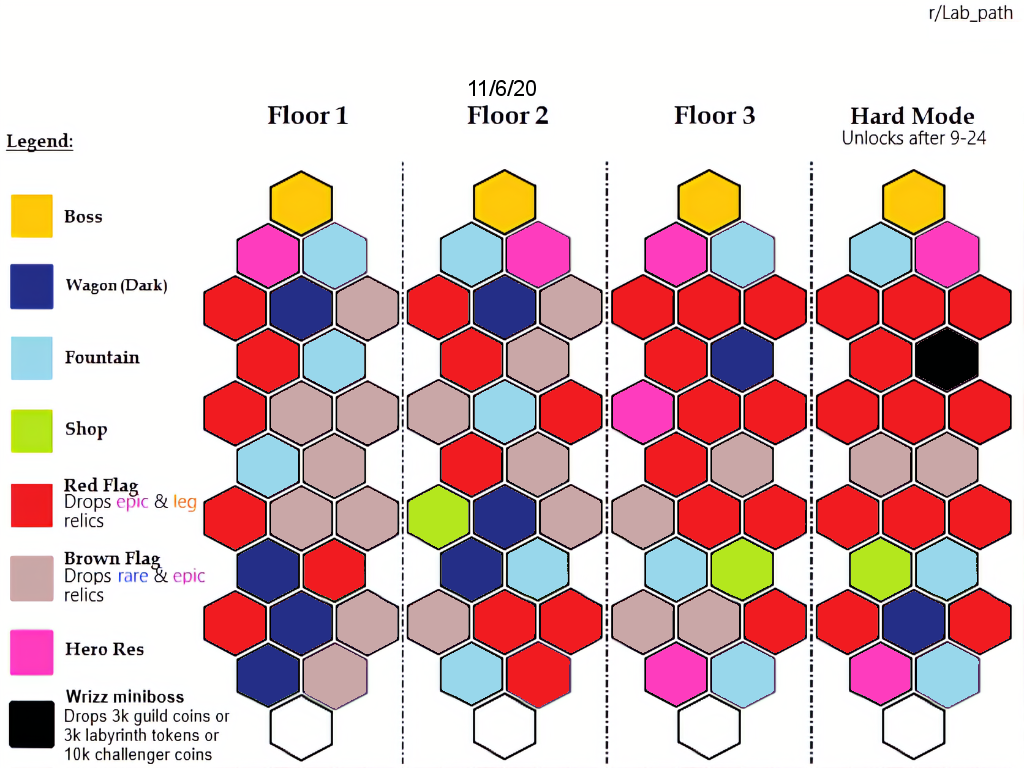 r/Lab_path
11/6/20
Floor 1
Floor 2
Floor 3
Hard Mode
Unlocks after 9-24
Legend:
Boss
Wagon (Dark)
Fountain
Shop
Red Flag
Drops epic & leg
relics
Brown Flag
Drops rare & epic
relics
Hero Res
Wrizz miniboss
Drops 3k guild coins or
3k labyrinth tokens or
10k challenger coins